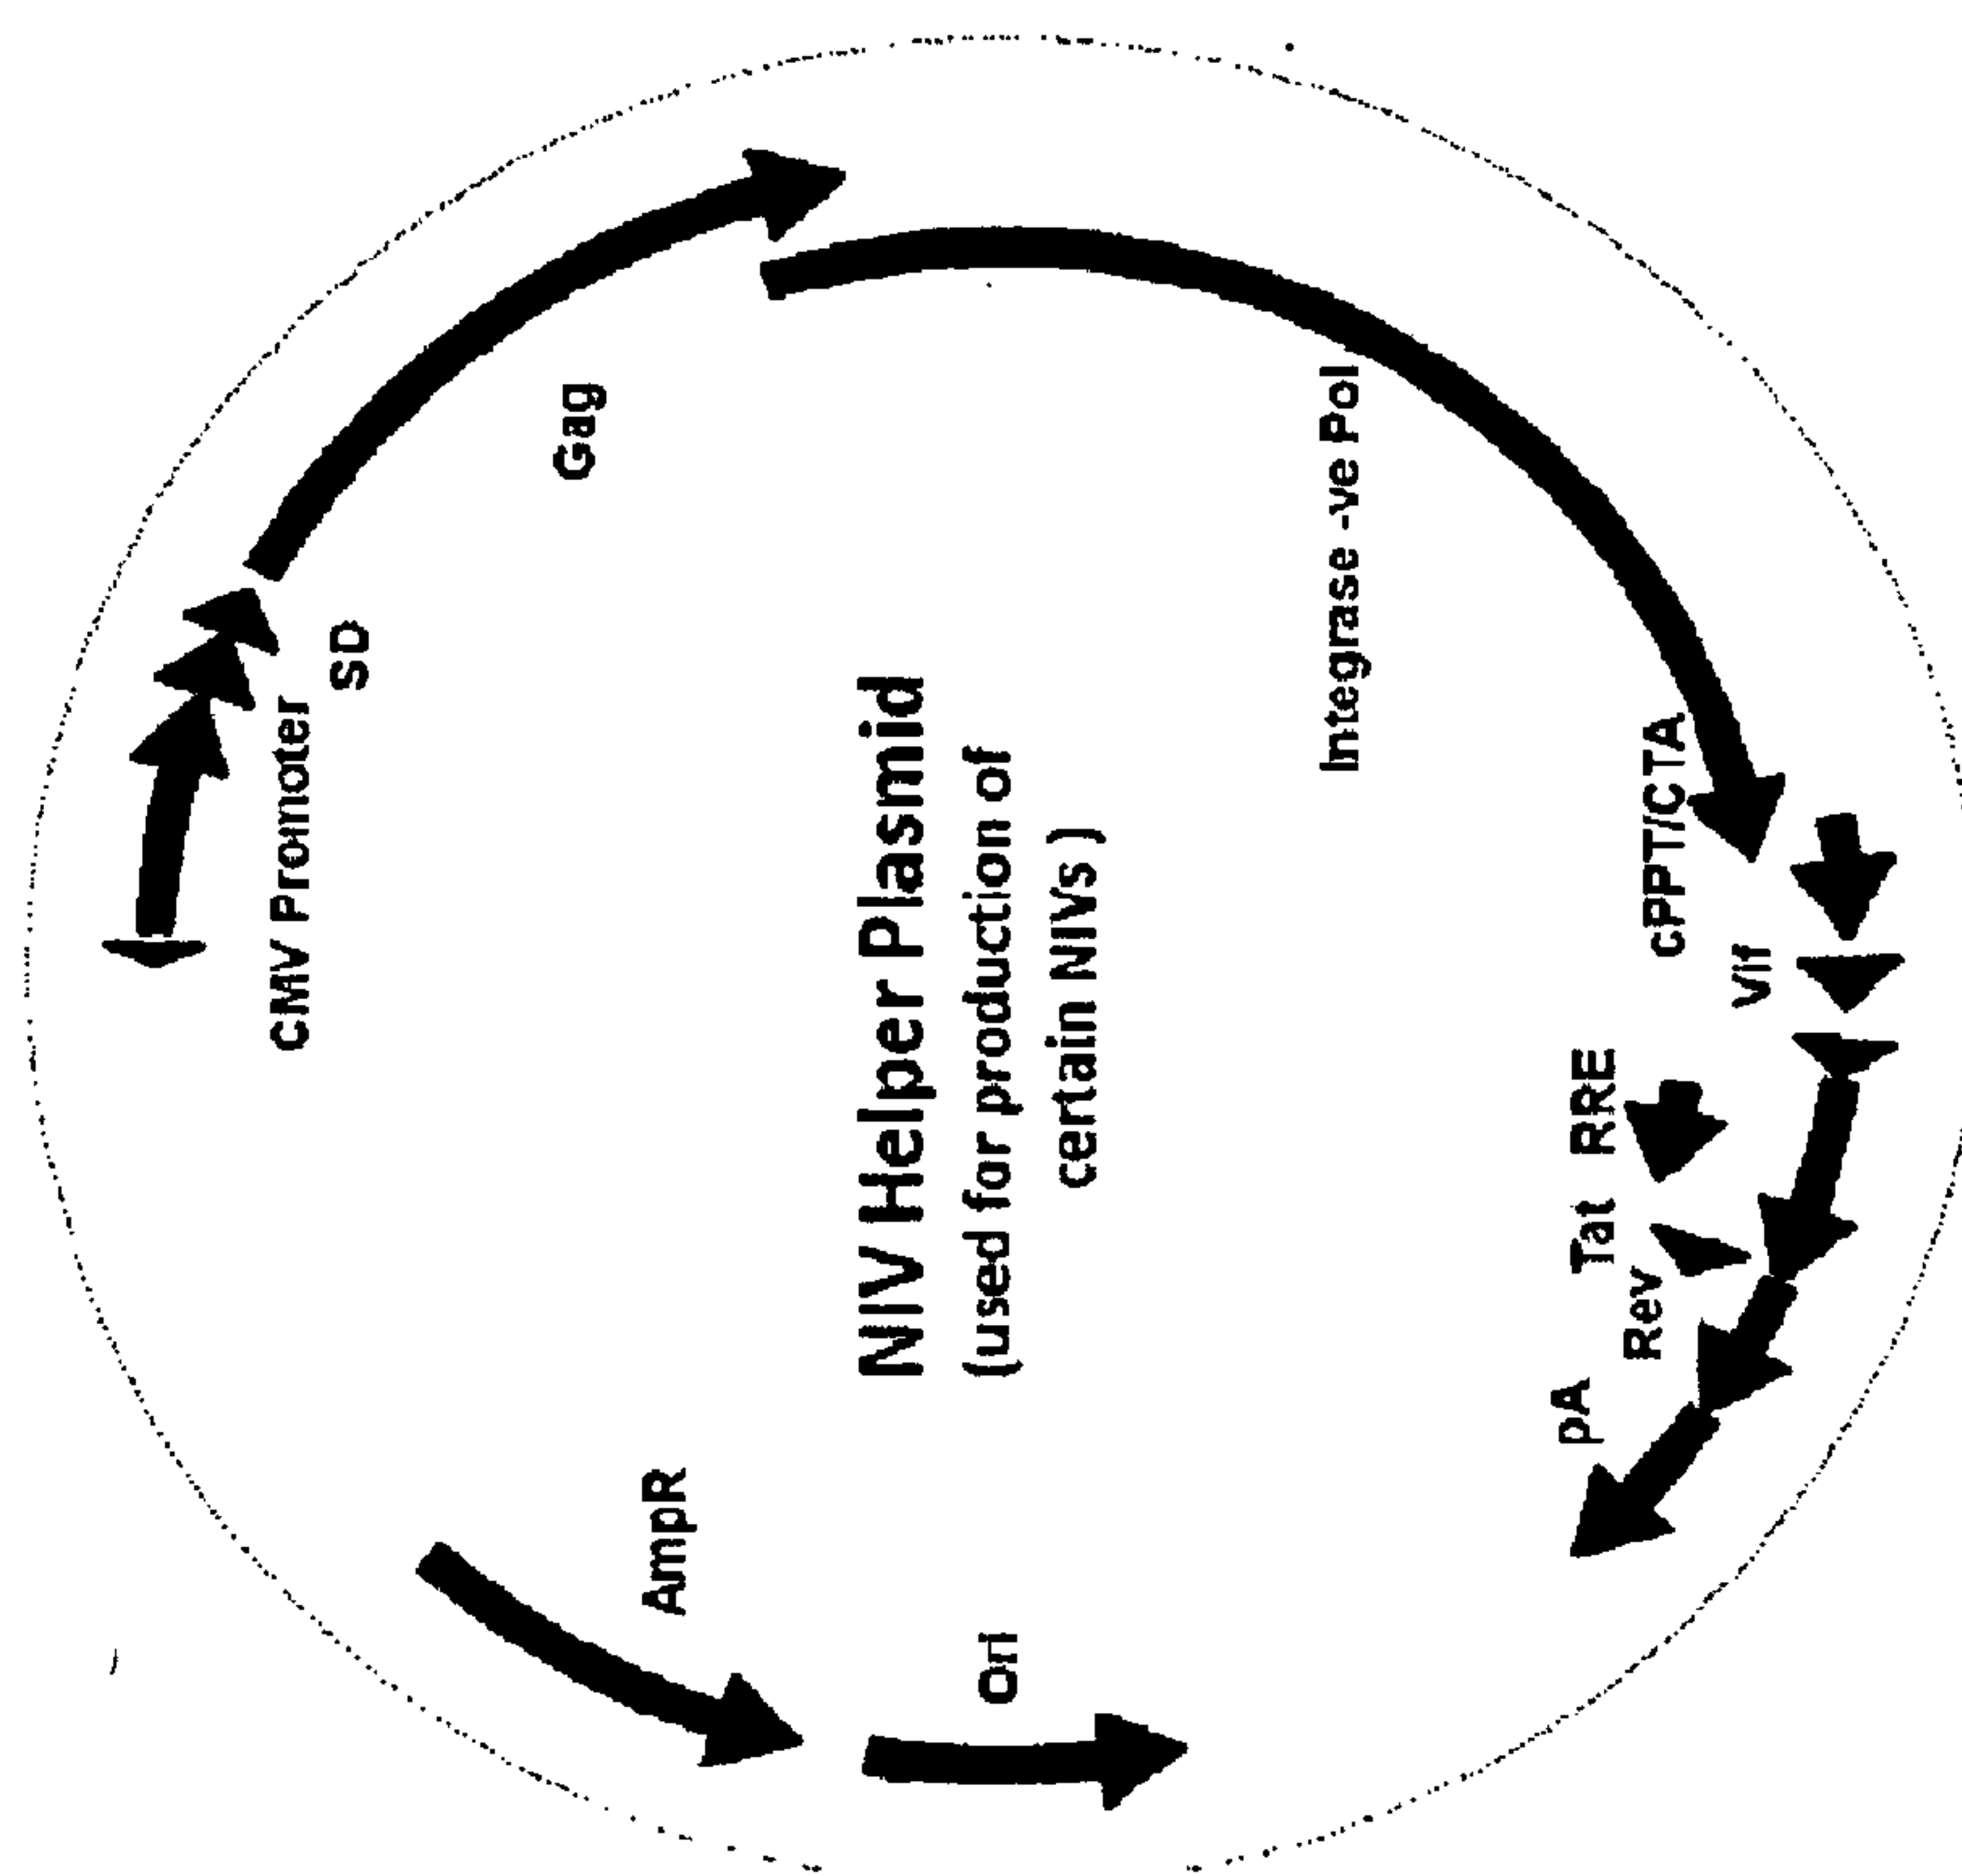 NIV Helper Plasmid
(used for production of
certain NIVs)
CMV Promoter
SD
Gag
Integrase -ve Pol
cPPT/CTA
Vif
RRE
Tat
Rev
pA
ori
AmpR